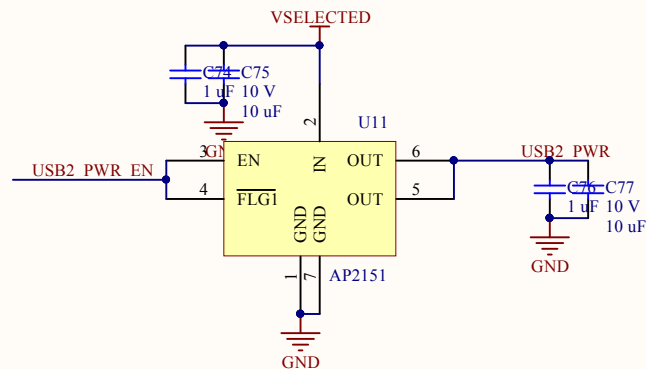 VSELECTED
C74 C75
1 uF 10 V
10 uF
2
U11
3 GND EN IN OUT 6 USB2_PWR
USB2_PWR_EN
4 FLG1 OUT 5
C76 C77
1 uF 10 V
10 uF
GND GND
GND
1 7 AP2151
GND